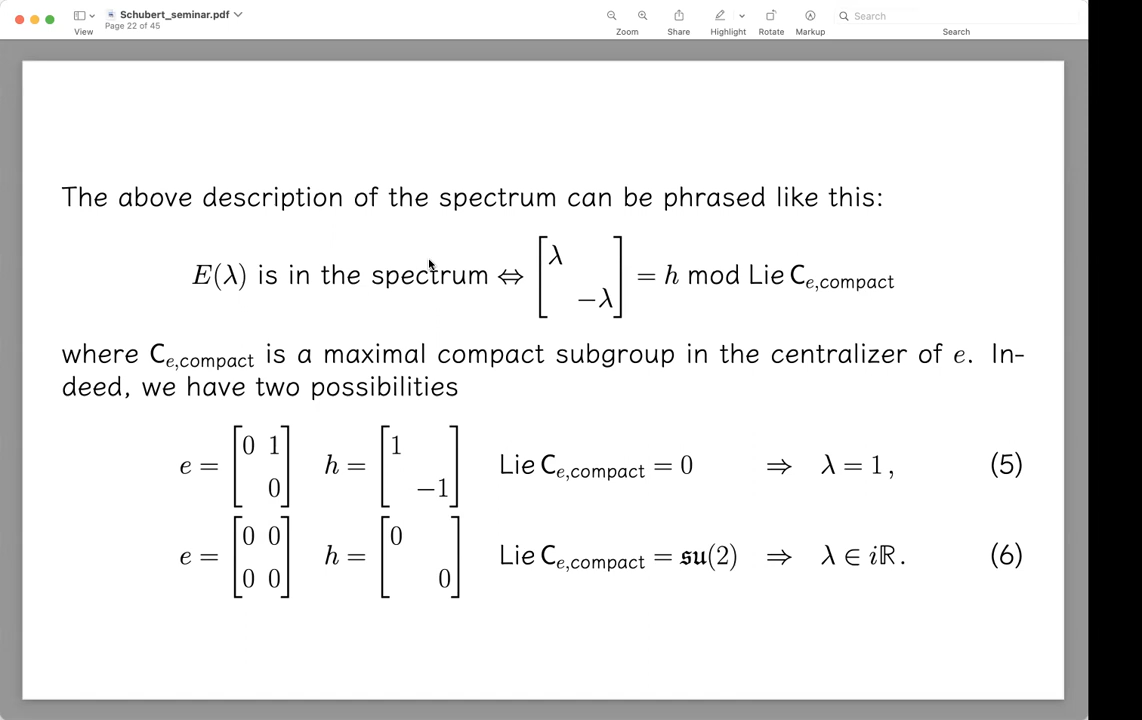 Schubert_seminar.pdf
Page 22 of 45
View
Zoom
Share
Highlight
Rotate
Markup
Search
Search
The above description of the spectrum can be phrased like this:
E(λ) is in the spectrum ⇔ [λ −λ] = h mod Lie C_{e,compact}
where C_{e,compact} is a maximal compact subgroup in the centralizer of e. In-
deed, we have two possibilities
e = [0 1 0] h = [1 −1] Lie C_{e,compact} = 0 ⇒ λ = 1, (5)
e = [0 0 0 0] h = [0 0] Lie C_{e,compact} = 𝔰𝔲(2) ⇒ λ ∈ iℝ. (6)